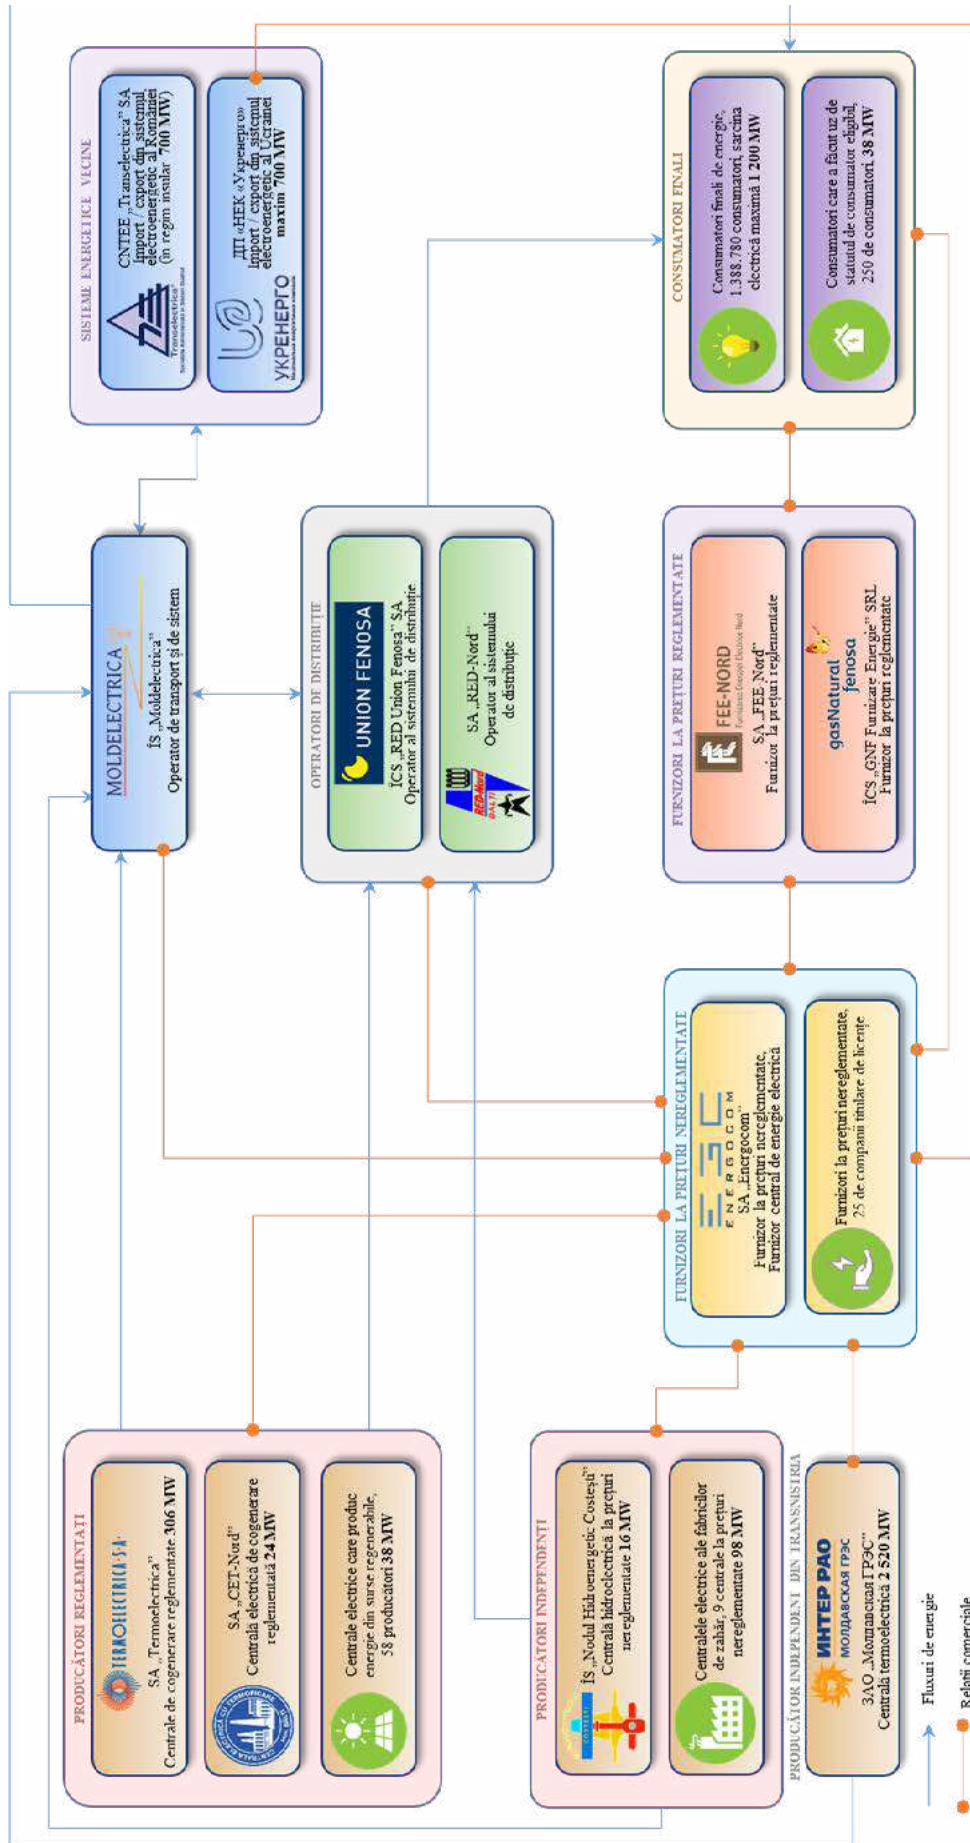 PRODUCĂTORI REGLEMENTAȚI
TERMOELECTRICA·S·A·
SA „Termoelectrica”
Centrale de cogenerare reglementate 306 MW
SA „CET-Nord”
Centrală electrică de cogenerare
reglementată 24 MW
Centrale electrice care produc
energie din surse regenerabile,
58 producători 38 MW
PRODUCĂTORI INDEPENDENȚI
COSTESTI
ÎS „Nodul Hidroenergetic Costești”
Centrală hidroelectrică la prețuri
nereglementate 16 MW
Centralele electrice ale fabricilor
de zahăr, 9 centrale la prețuri
nereglementate 98 MW
PRODUCĂTOR INDEPENDENT DIN TRANSNISTRIA
ИНТЕР РАО
МОЛДАВСКАЯ ГРЭС
ЗАО „Молдавская ГРЭС”
Centrală termoelectrică 2 520 MW
Fluxuri de energie
Relații comerciale
MOLDELECTRICA
ÎS „Moldelectrica”
Operator de transport și de sistem
OPERATORI DE DISTRIBUȚIE
UNION FENOSA
ÎCS „RED Union Fenosa” SA
Operator al sistemului de distribuție
RED-Nord
BALTI
SA „RED-Nord”
Operator al sistemului
de distribuție
FURNIZORI LA PREȚURI NEREGLEMENTATE
ENERGOCOM
SA „Energocom”
Furnizor la prețuri nereglementate,
Furnizor central de energie electrică
Furnizori la prețuri nereglementate,
25 de companii titulare de licențe
FURNIZORI LA PREȚURI REGLEMENTATE
FEE-NORD
Furnizarea Energiei Electrice Nord
SA „FEE-Nord”
Furnizor la prețuri reglementate
gasNatural
fenosa
ÎCS „GNF Furnizare Energie” SRL
Furnizor la prețuri reglementate
SISTEME ENERGETICE VECINE
Transelectrica
CNTEE „Transelectrica” SA
Import / export din sistemul
electroenergetic al României
(în regim insular 700 MW)
УКРЕНЕРГО
ДП «НЕК «Укренерго»
Import / export din sistemul
electroenergetic al Ucrainei
maxim 700 MW
CONSUMATORI FINALI
Consumatori finali de energie,
1.388.780 consumatori, sarcina
electrică maximă 1 200 MW
Consumatori care a făcut uz de
statutul de consumator eligibil,
250 de consumatori 38 MW